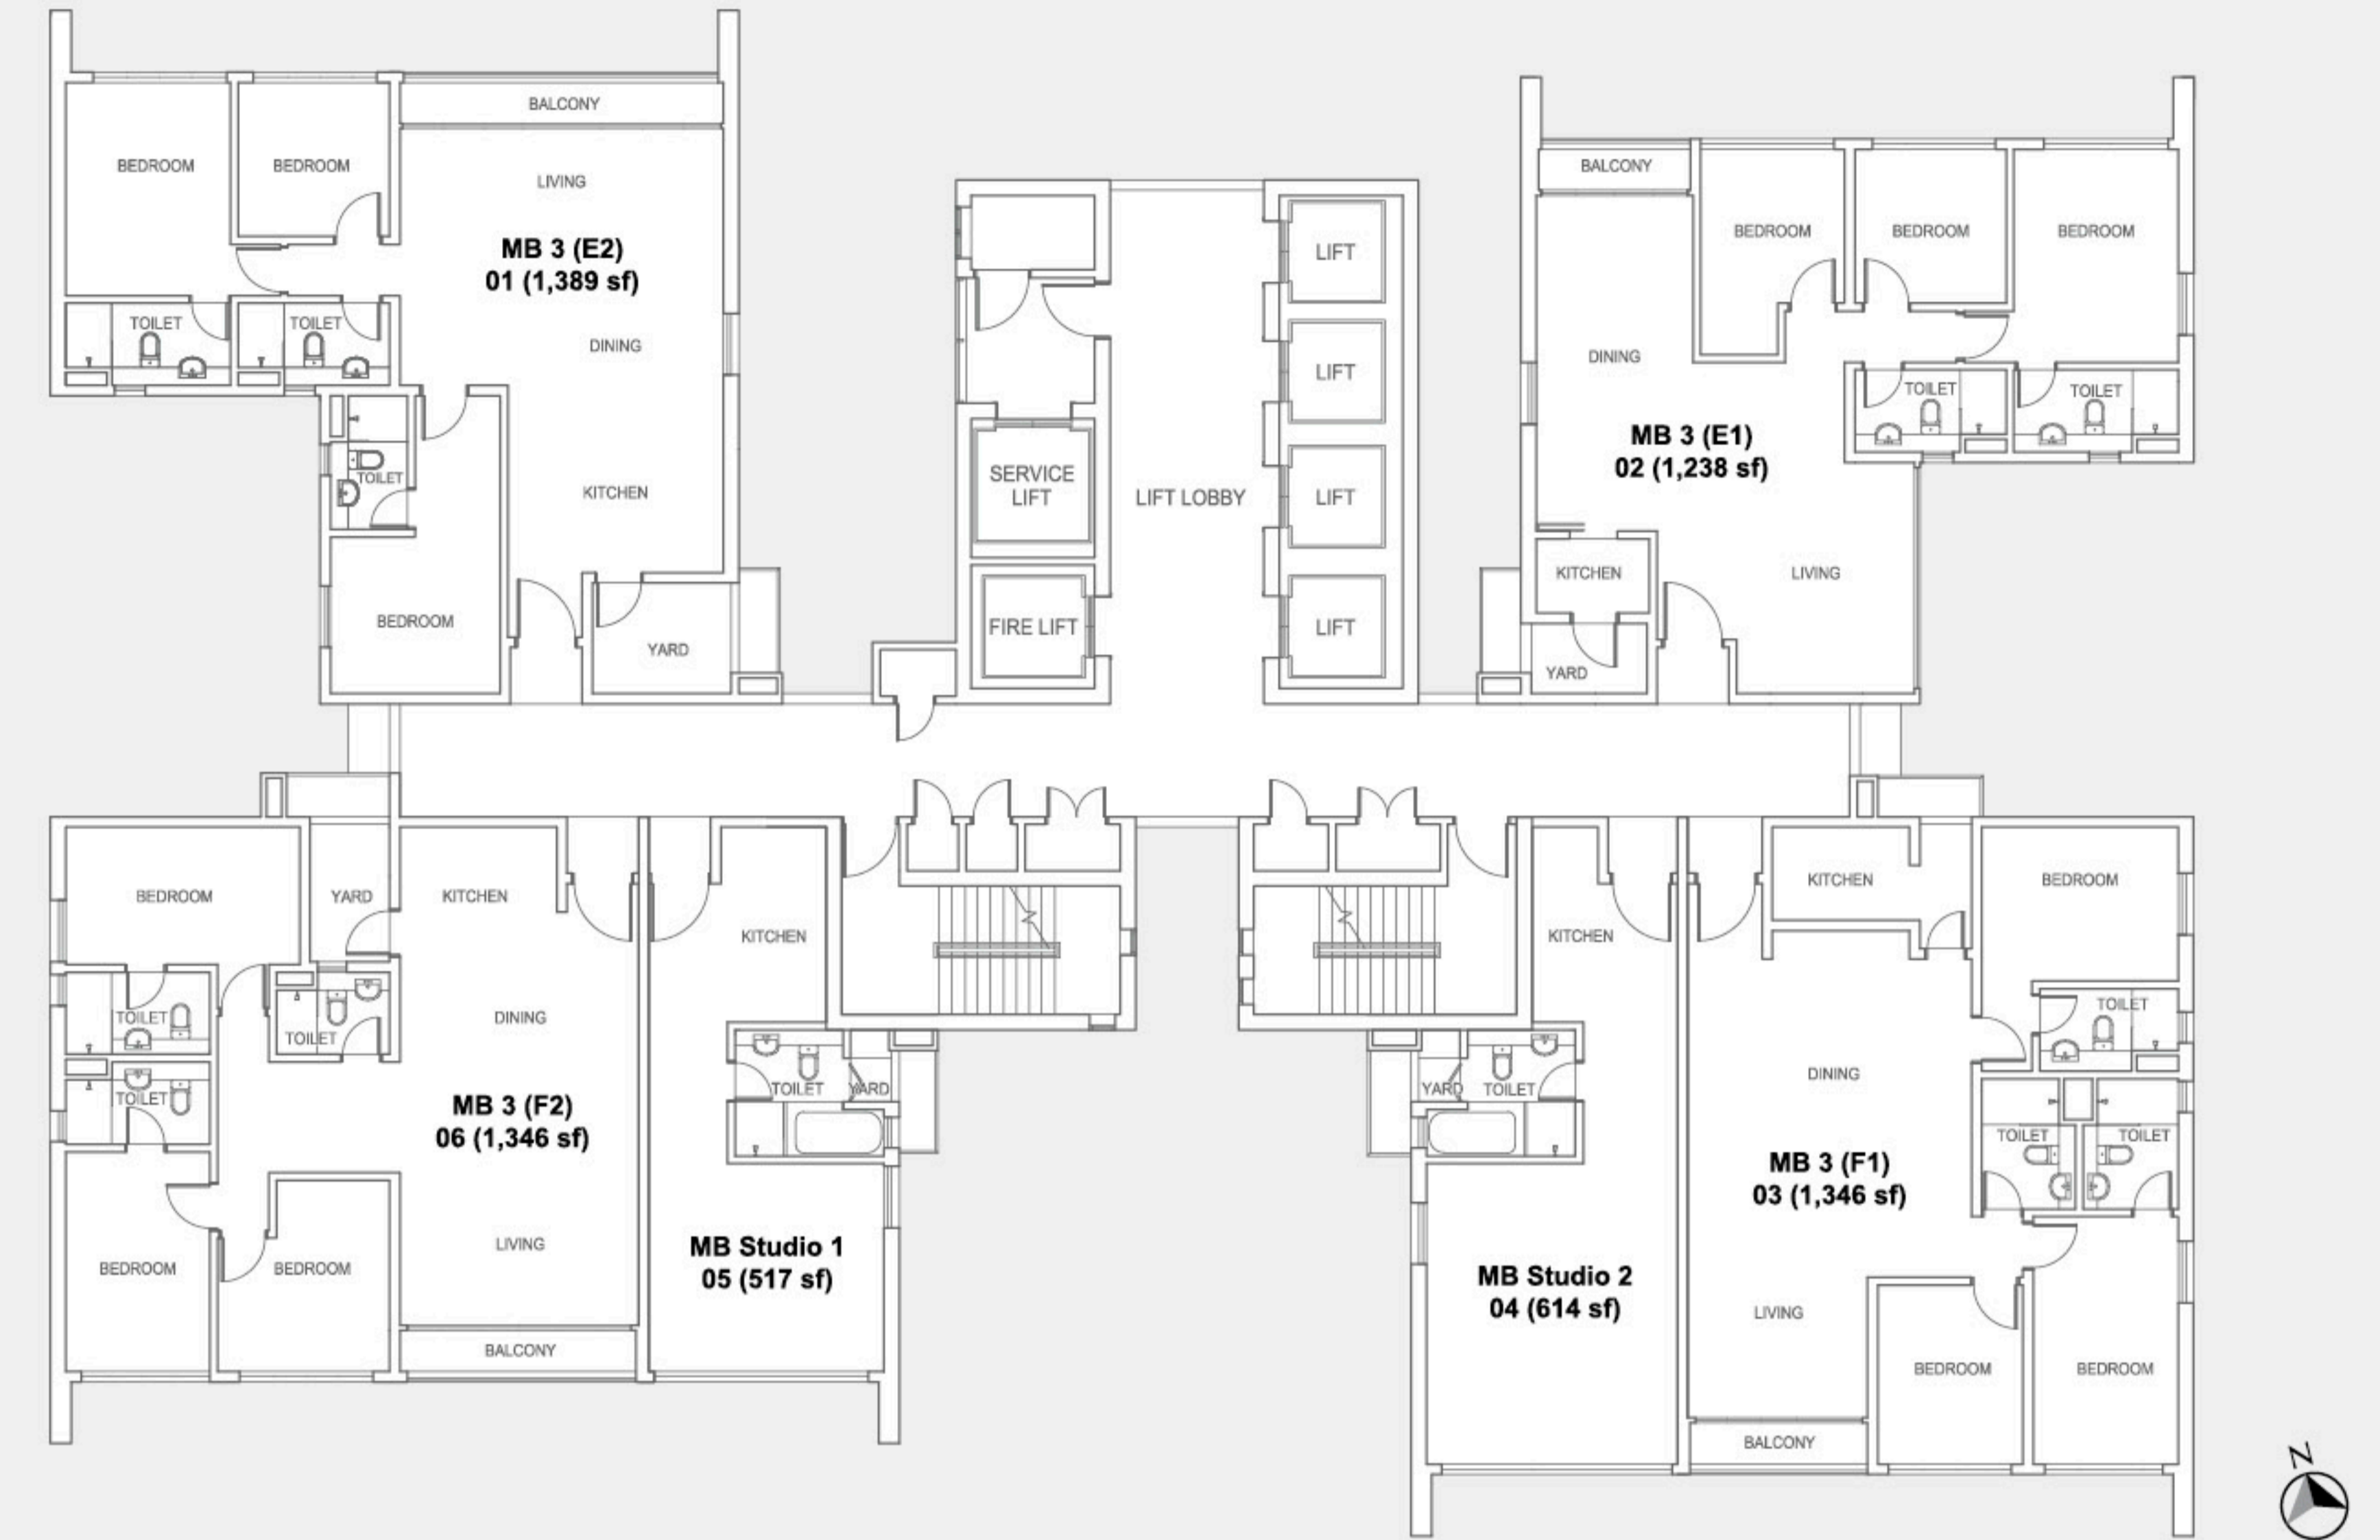 BALCONY
BEDROOM
BEDROOM
LIVING
MB 3 (E2)
01 (1,389 sf)
TOILET
TOILET
DINING
TOILET
KITCHEN
BEDROOM
YARD
SERVICE
LIFT
FIRE LIFT
LIFT LOBBY
LIFT
LIFT
LIFT
LIFT
BALCONY
BEDROOM
BEDROOM
BEDROOM
DINING
TOILET
TOILET
MB 3 (E1)
02 (1,238 sf)
KITCHEN
LIVING
YARD
BEDROOM
YARD
KITCHEN
TOILET
TOILET
DINING
TOILET
MB 3 (F2)
06 (1,346 sf)
LIVING
BEDROOM
BEDROOM
BALCONY
KITCHEN
TOILET
YARD
MB Studio 1
05 (517 sf)
KITCHEN
YARD
TOILET
MB Studio 2
04 (614 sf)
KITCHEN
BEDROOM
TOILET
DINING
TOILET
TOILET
MB 3 (F1)
03 (1,346 sf)
LIVING
BEDROOM
BEDROOM
BALCONY
N